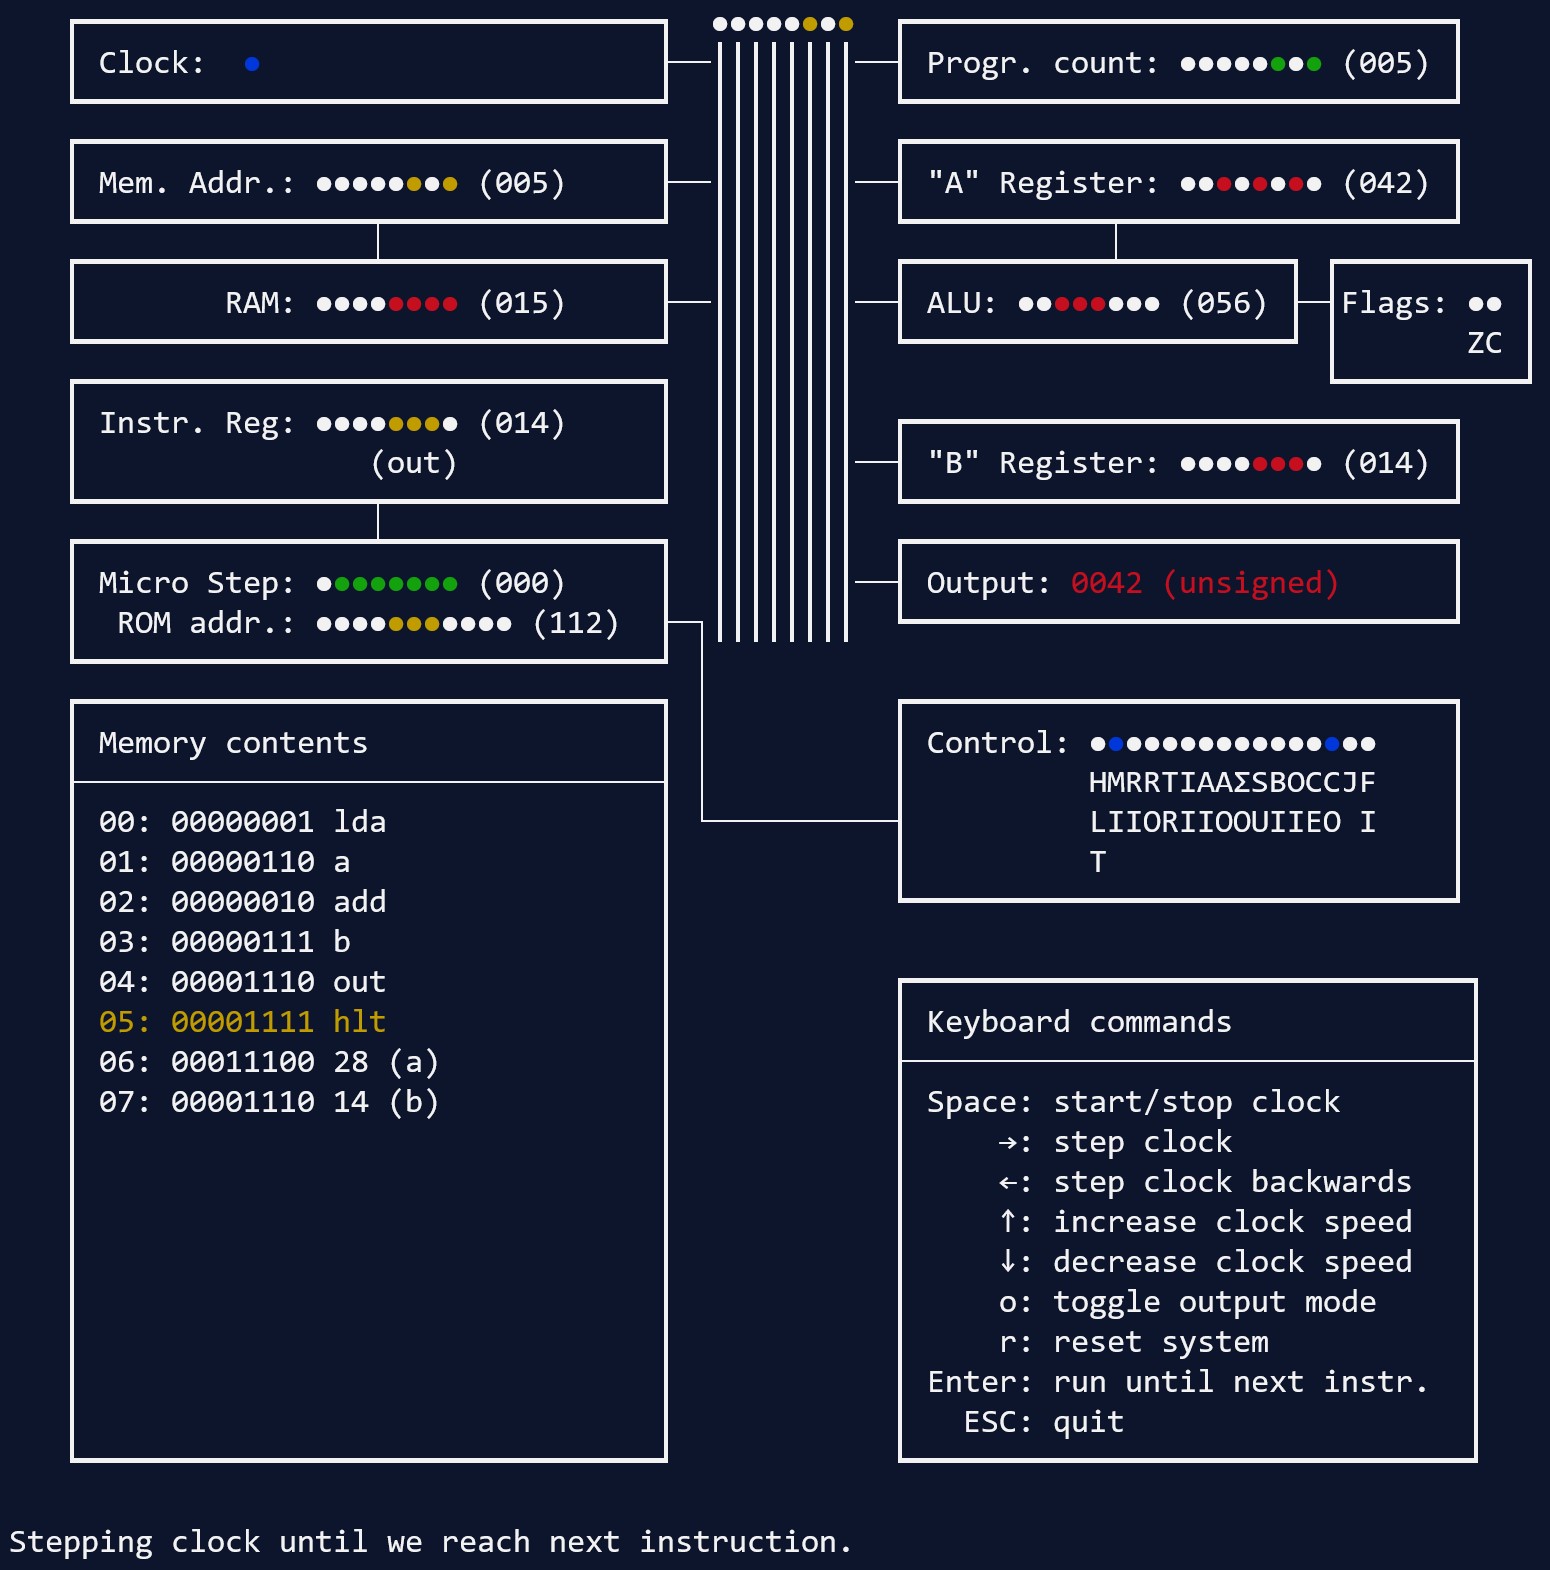 Clock:
Progr. count: (005)
Mem. Addr.: (005)
"A" Register: (042)
RAM: (015)
ALU: (056)
Flags:
ZC
Instr. Reg: (014)
(out)
"B" Register: (014)
Micro Step: (000)
ROM addr.: (112)
Output: 0042 (unsigned)
Memory contents
00: 00000001 lda
01: 00000110 a
02: 00000010 add
03: 00000111 b
04: 00001110 out
05: 00001111 hlt
06: 00011100 28 (a)
07: 00001110 14 (b)
Control:
HMRRTIAAΣSBOCCJF
LIIORIIOOUIIEO I
T
Keyboard commands
Space: start/stop clock
→: step clock
←: step clock backwards
↑: increase clock speed
↓: decrease clock speed
o: toggle output mode
r: reset system
Enter: run until next instr.
ESC: quit
Stepping clock until we reach next instruction.